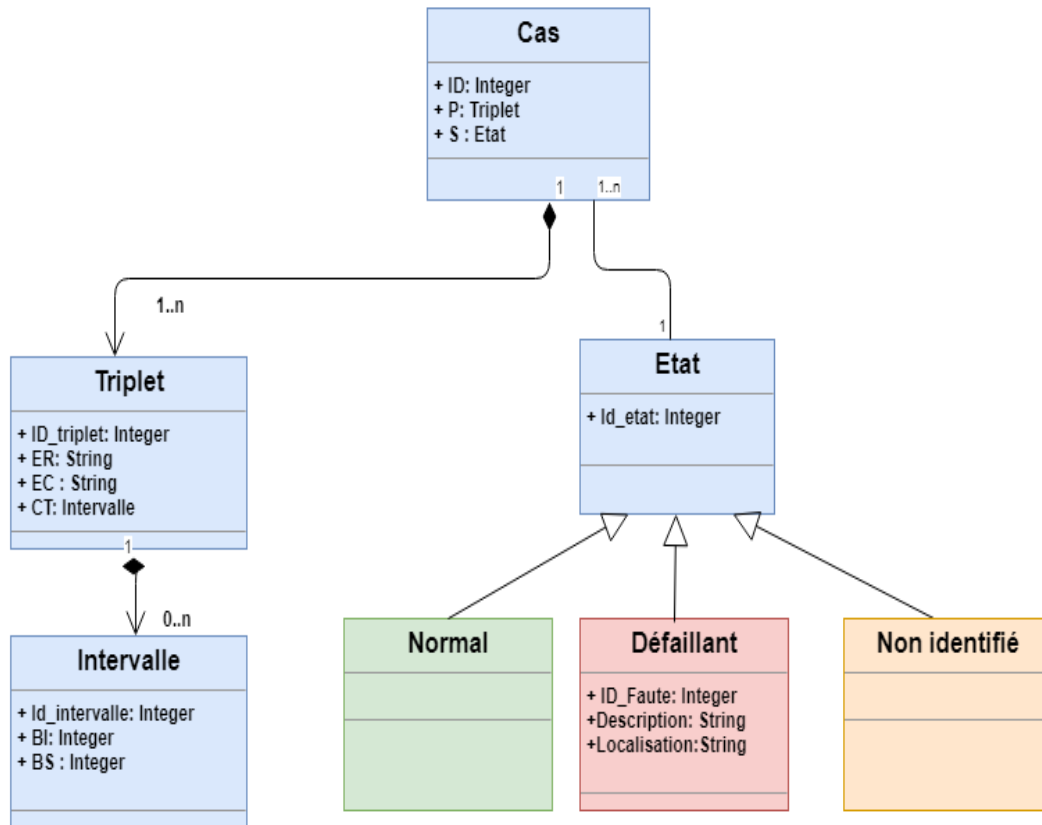 Cas
+ ID: Integer
+ P: Triplet
+ S : Etat
1
1..n
1..n
1
Triplet
+ ID_triplet: Integer
+ ER: String
+ EC : String
+ CT: Intervalle
Etat
+ Id_etat: Integer
1
0..n
Intervalle
+ Id_intervalle: Integer
+ BI: Integer
+ BS : Integer
Normal
Défaillant
+ ID_Faute: Integer
+Description: String
+Localisation:String
Non identifié